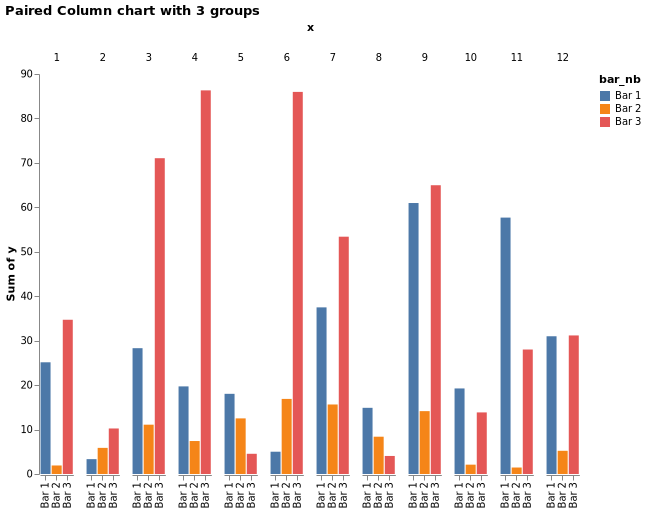 Paired Column chart with 3 groups
x
1 2 3 4 5 6 7 8 9 10 11 12
bar_nb
Bar 1
Bar 2
Bar 3
Sum of y
90
80
70
60
50
40
30
20
10
0
Bar 1 Bar 2 Bar 3 Bar 1 Bar 2 Bar 3 Bar 1 Bar 2 Bar 3 Bar 1 Bar 2 Bar 3 Bar 1 Bar 2 Bar 3 Bar 1 Bar 2 Bar 3 Bar 1 Bar 2 Bar 3 Bar 1 Bar 2 Bar 3 Bar 1 Bar 2 Bar 3 Bar 1 Bar 2 Bar 3 Bar 1 Bar 2 Bar 3 Bar 1 Bar 2 Bar 3